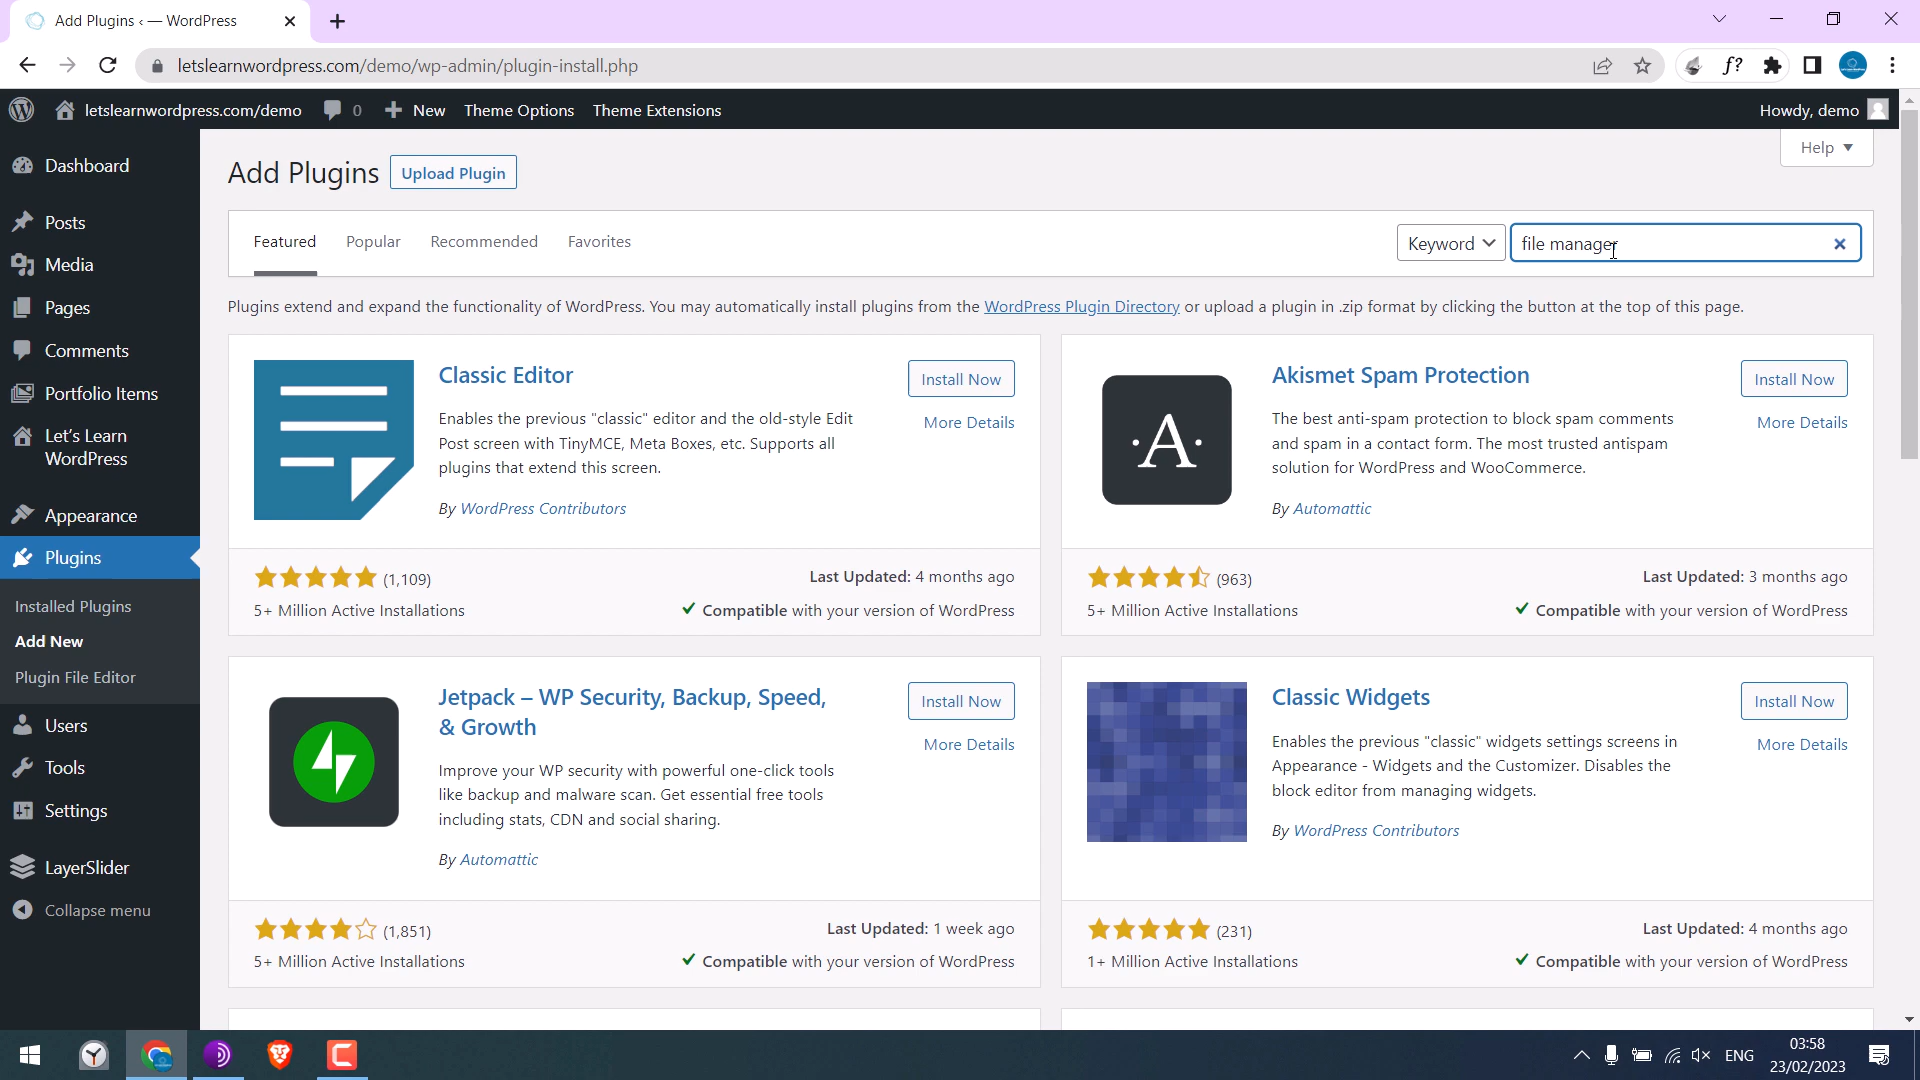 Add Plugins ‹ — WordPress
letslearnwordpress.com/demo/wp-admin/plugin-install.php
f?
letslearnwordpress.com/demo
0
New
Theme Options
Theme Extensions
Howdy, demo
Dashboard
Posts
Media
Pages
Comments
Portfolio Items
Let's Learn
WordPress
Appearance
Plugins
Installed Plugins
Add New
Plugin File Editor
Users
Tools
Settings
LayerSlider
Collapse menu
Help
Add Plugins
Upload Plugin
Featured
Popular
Recommended
Favorites
Keyword
file manager
Plugins extend and expand the functionality of WordPress. You may automatically install plugins from the WordPress Plugin Directory or upload a plugin in .zip format by clicking the button at the top of this page.
Classic Editor
Install Now
More Details
Enables the previous "classic" editor and the old-style Edit
Post screen with TinyMCE, Meta Boxes, etc. Supports all
plugins that extend this screen.
By WordPress Contributors
(1,109)
Last Updated: 4 months ago
5+ Million Active Installations
Compatible with your version of WordPress
·A·
Akismet Spam Protection
Install Now
More Details
The best anti-spam protection to block spam comments
and spam in a contact form. The most trusted antispam
solution for WordPress and WooCommerce.
By Automattic
(963)
Last Updated: 3 months ago
5+ Million Active Installations
Compatible with your version of WordPress
Jetpack – WP Security, Backup, Speed,
& Growth
Install Now
More Details
Improve your WP security with powerful one-click tools
like backup and malware scan. Get essential free tools
including stats, CDN and social sharing.
By Automattic
(1,851)
Last Updated: 1 week ago
5+ Million Active Installations
Compatible with your version of WordPress
Classic Widgets
Install Now
More Details
Enables the previous "classic" widgets settings screens in
Appearance - Widgets and the Customizer. Disables the
block editor from managing widgets.
By WordPress Contributors
(231)
Last Updated: 4 months ago
1+ Million Active Installations
Compatible with your version of WordPress
ENG
03:58
23/02/2023